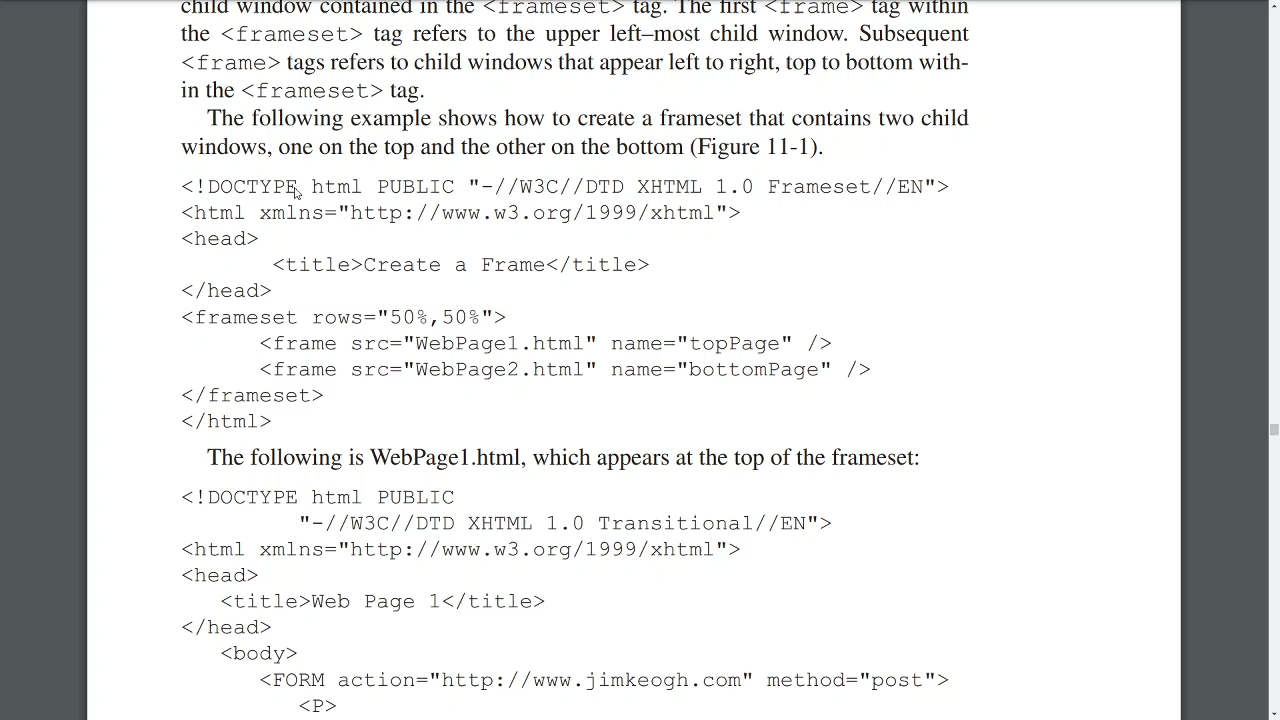 child window contained in the <frameset> tag. The first <frame> tag within
the <frameset> tag refers to the upper left–most child window. Subsequent
<frame> tags refers to child windows that appear left to right, top to bottom with-
in the <frameset> tag.
The following example shows how to create a frameset that contains two child
windows, one on the top and the other on the bottom (Figure 11-1).
<!DOCTYPE html PUBLIC "-//W3C//DTD XHTML 1.0 Frameset//EN">
<html xmlns="http://www.w3.org/1999/xhtml">
<head>
<title>Create a Frame</title>
</head>
<frameset rows="50%,50%">
<frame src="WebPage1.html" name="topPage" />
<frame src="WebPage2.html" name="bottomPage" />
</frameset>
</html>
The following is WebPage1.html, which appears at the top of the frameset:
<!DOCTYPE html PUBLIC
"-//W3C//DTD XHTML 1.0 Transitional//EN">
<html xmlns="http://www.w3.org/1999/xhtml">
<head>
<title>Web Page 1</title>
</head>
<body>
<FORM action="http://www.jimkeogh.com" method="post">
<P>